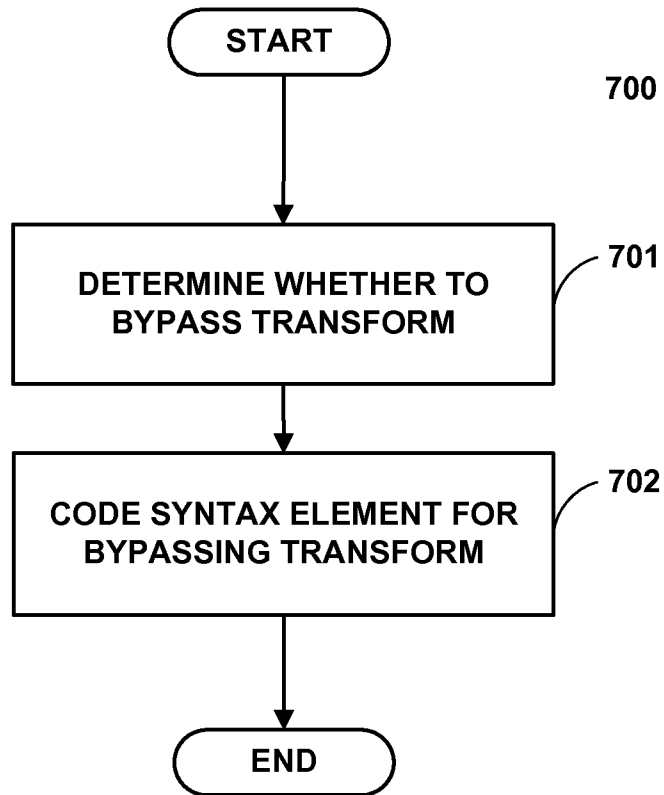 START
700
701
DETERMINE WHETHER TO
BYPASS TRANSFORM
702
CODE SYNTAX ELEMENT FOR
BYPASSING TRANSFORM
END